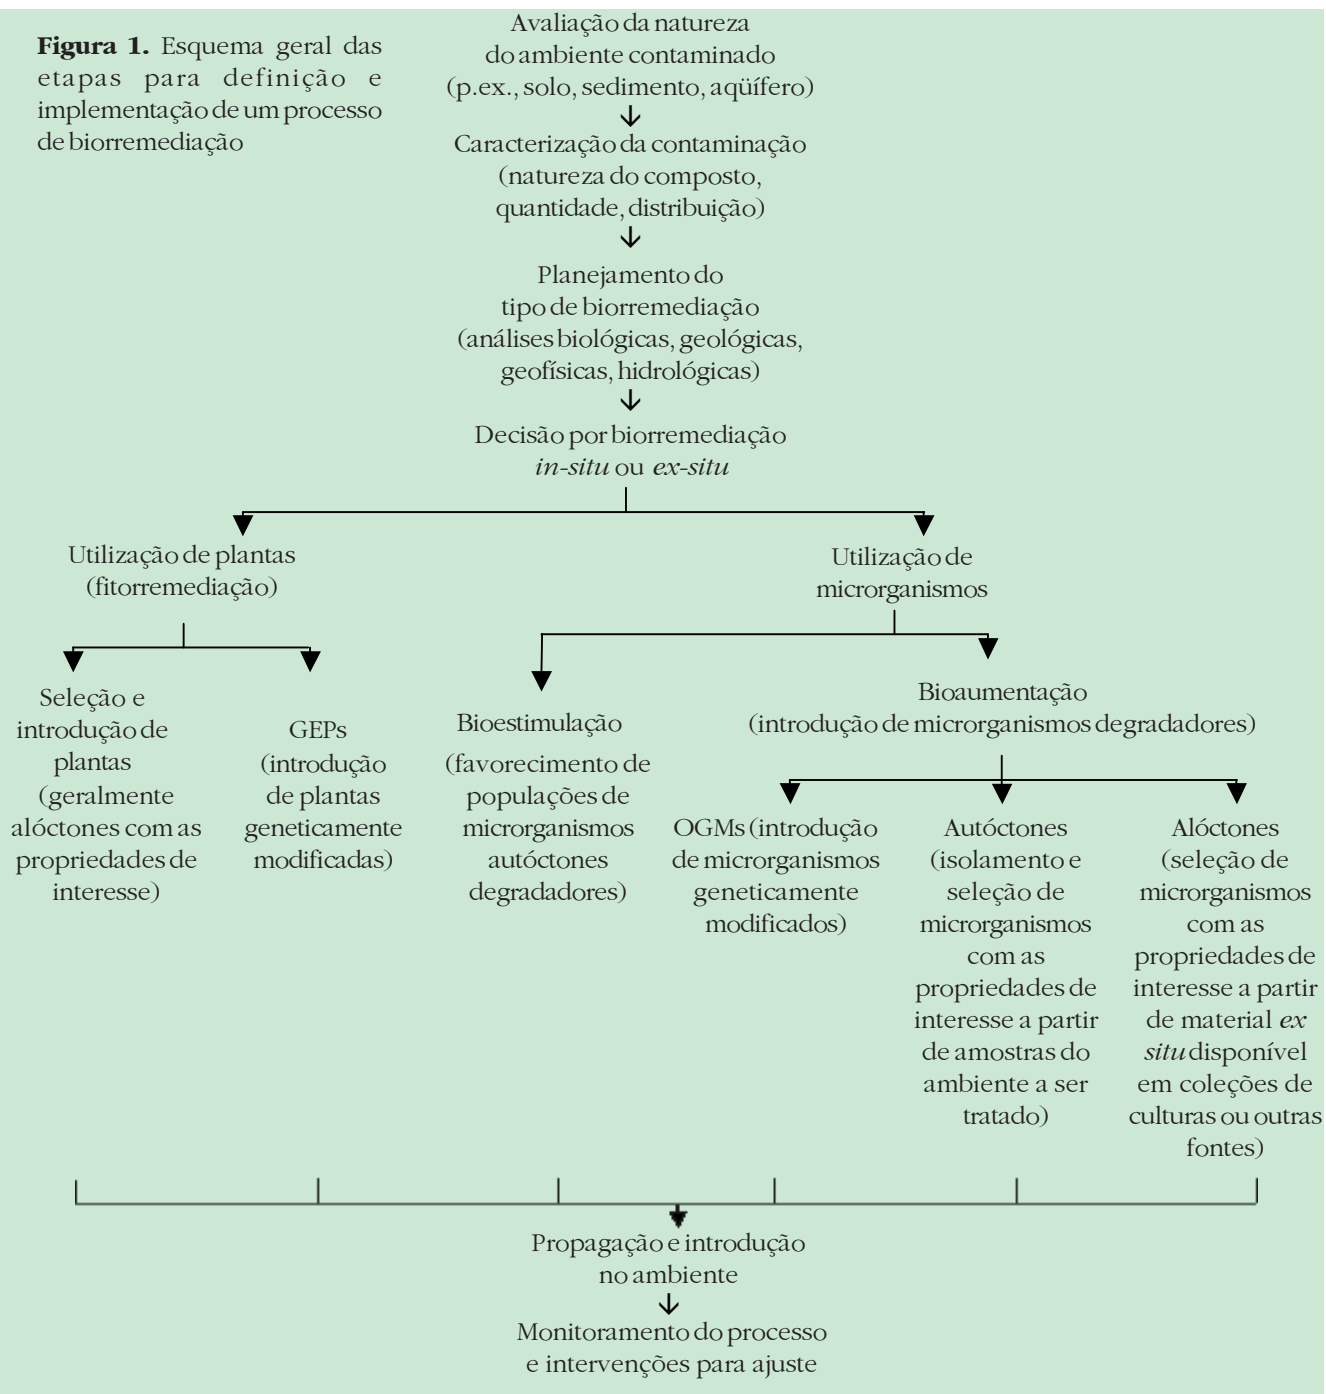 Figura 1. Esquema geral das
etapas para definição e
implementação de um processo
de biorremediação
Avaliação da natureza
do ambiente contaminado
(p.ex., solo, sedimento, aqüífero)
Caracterização da contaminação
(natureza do composto,
quantidade, distribuição)
Planejamento do
tipo de biorremediação
(análises biológicas, geológicas,
geofísicas, hidrológicas)
Decisão por biorremediação
in-situ ou ex-situ
Utilização de plantas
(fitorremediação)
Utilização de
microrganismos
Seleção e
introdução de
plantas
(geralmente
alóctones com as
propriedades de
interesse)
GEPs
(introdução
de plantas
geneticamente
modificadas)
Bioestimulação
(favorecimento de
populações de
microrganismos
autóctones
degradadores)
Bioaumentação
(introdução de microrganismos degradadores)
OGMs (introdução
de microrganismos
geneticamente
modificados)
Autóctones
(isolamento e
seleção de
microrganismos
com as
propriedades de
interesse a partir
de amostras do
ambiente a ser
tratado)
Alóctones
(seleção de
microrganismos
com as
propriedades de
interesse a partir
de material ex
situ disponível
em coleções de
culturas ou outras
fontes)
Propagação e introdução
no ambiente
Monitoramento do processo
e intervenções para ajuste